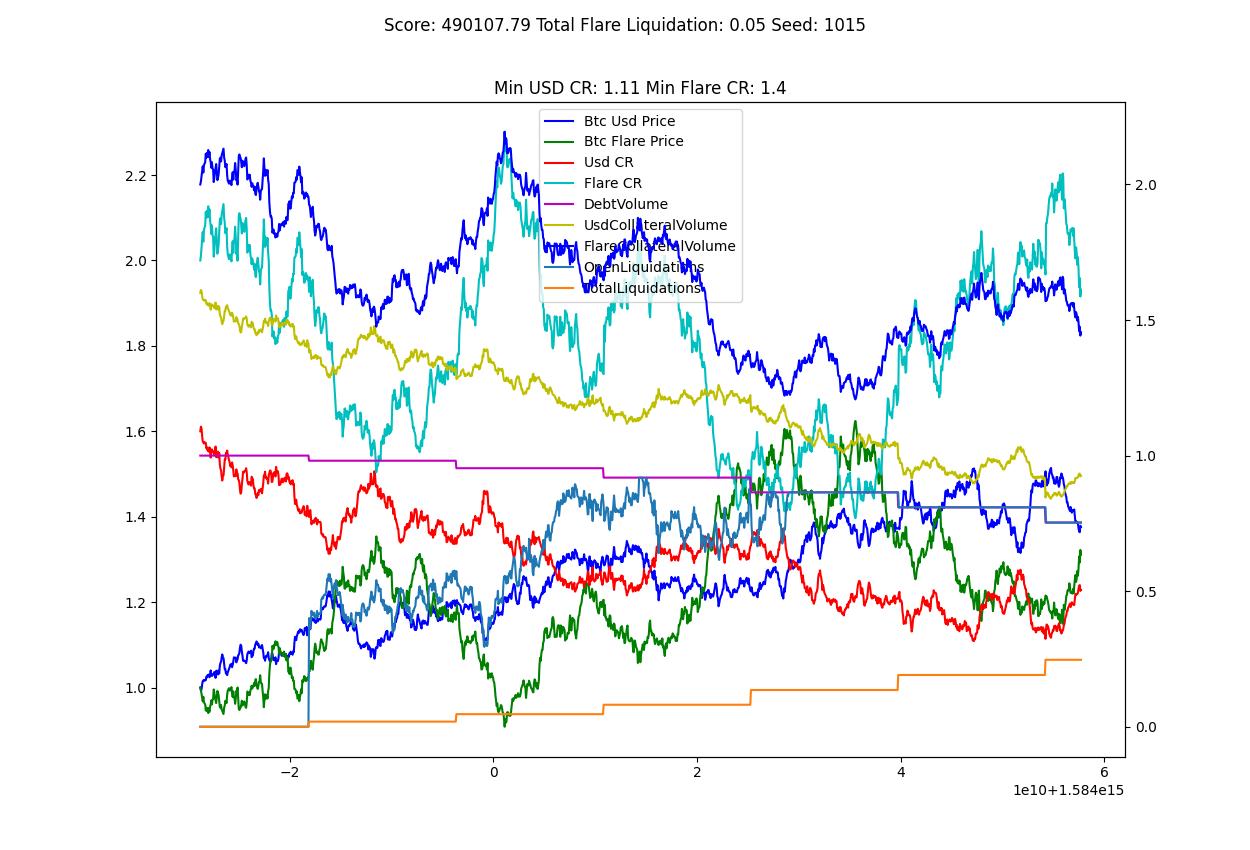 Score: 490107.79 Total Flare Liquidation: 0.05 Seed: 1015
Min USD CR: 1.11 Min Flare CR: 1.4
Btc Usd Price
Btc Flare Price
Usd CR
Flare CR
DebtVolume
UsdCollateralVolume
FlareCollateralVolume
OpenLiquidations
TotalLiquidations
2.2
2.0
1.8
1.6
1.4
1.2
1.0
2.0
1.5
1.0
0.5
0.0
−2 0 2 4 6
1e10+1.584e15